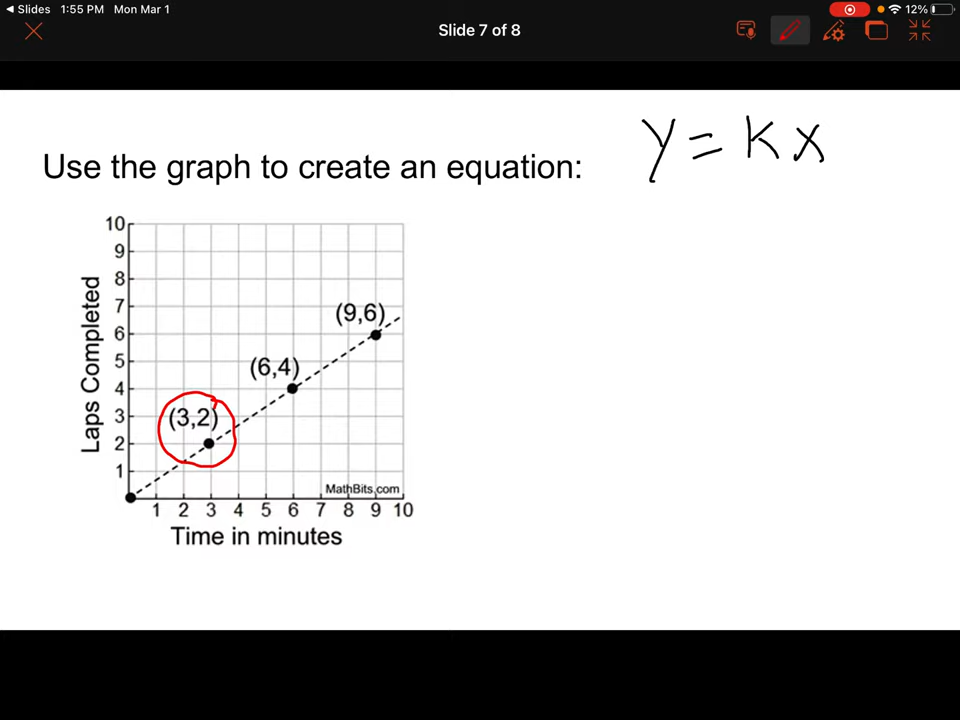 Slides 1:55 PM Mon Mar 1 12%
Slide 7 of 8
y = kx
Use the graph to create an equation:
10
9
8
7
6
5
4
3
2
1
Laps Completed
(9,6)
(6,4)
(3,2)
MathBits.com
1 2 3 4 5 6 7 8 9 10
Time in minutes